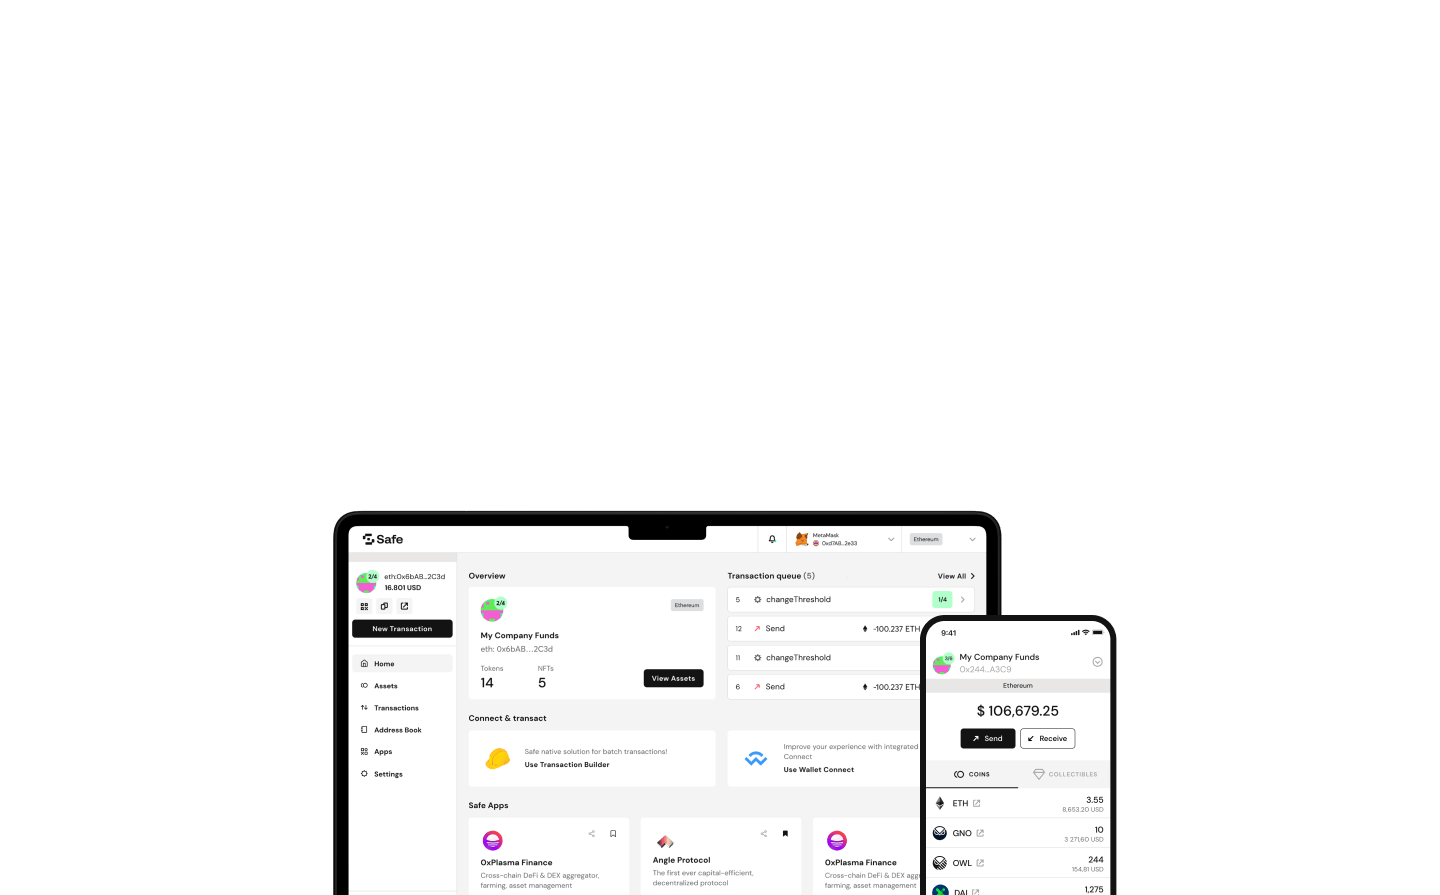 Safe
MetaMask
0xd7AB...2e33
Ethereum
2/4
eth:0x6bAB...2C3d
16.801 USD
New Transaction
Home
Assets
Transactions
Address Book
Apps
Settings
Overview
2/4
Ethereum
My Company Funds
eth: 0x6bAB...2C3d
Tokens
NFTs
14
5
View Assets
Transaction queue (5)
View All
5 changeThreshold 1/4
12 Send -100.237 ETH
11 changeThreshold
6 Send -100.237 ETH
Connect & transact
Safe native solution for batch transactions!
Use Transaction Builder
Improve your experience with integrated
Connect
Use Wallet Connect
Safe Apps
0xPlasma Finance
Cross-chain DeFi & DEX aggregator,
farming, asset management
Angle Protocol
The first ever capital-efficient,
decentralized protocol
0xPlasma Finance
Cross-chain DeFi & DEX agg
farming, asset management
9:41
My Company Funds
0x244...A3C9
Ethereum
$ 106,679.25
Send
Receive
COINS
COLLECTIBLES
ETH
3.55
8,653.20 USD
GNO
10
3 271,60 USD
OWL
244
154,81 USD
DAI
1,275